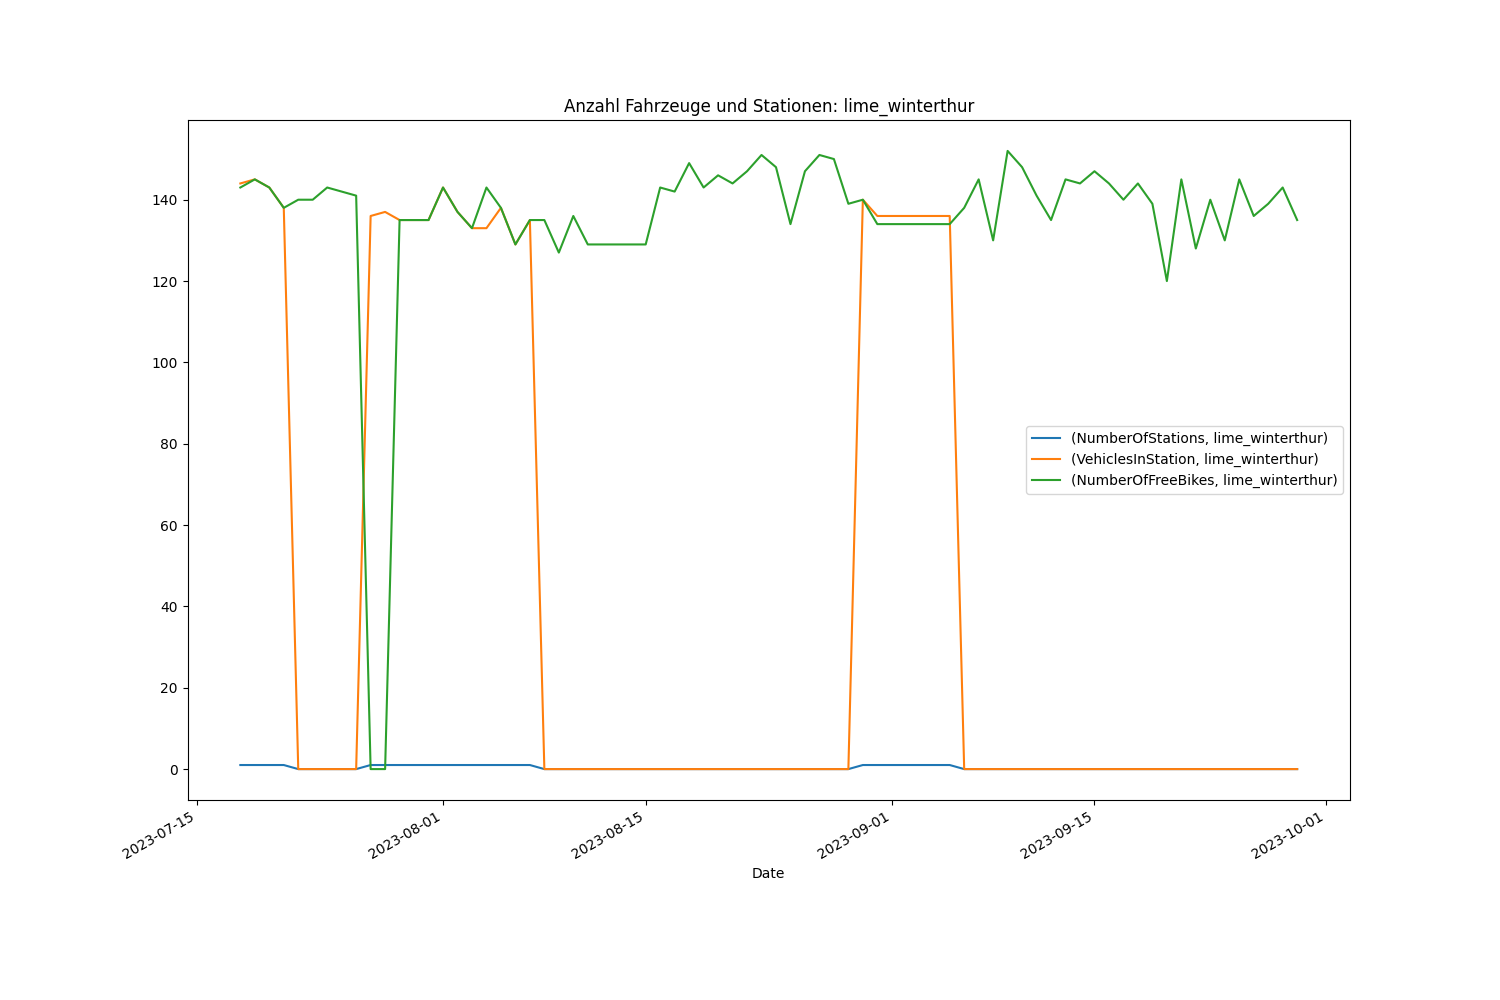 Anzahl Fahrzeuge und Stationen: lime_winterthur
140
120
100
80
60
40
20
0
(NumberOfStations, lime_winterthur)
(VehiclesInStation, lime_winterthur)
(NumberOfFreeBikes, lime_winterthur)
2023-07-15
2023-08-01
2023-08-15
2023-09-01
2023-09-15
2023-10-01
Date